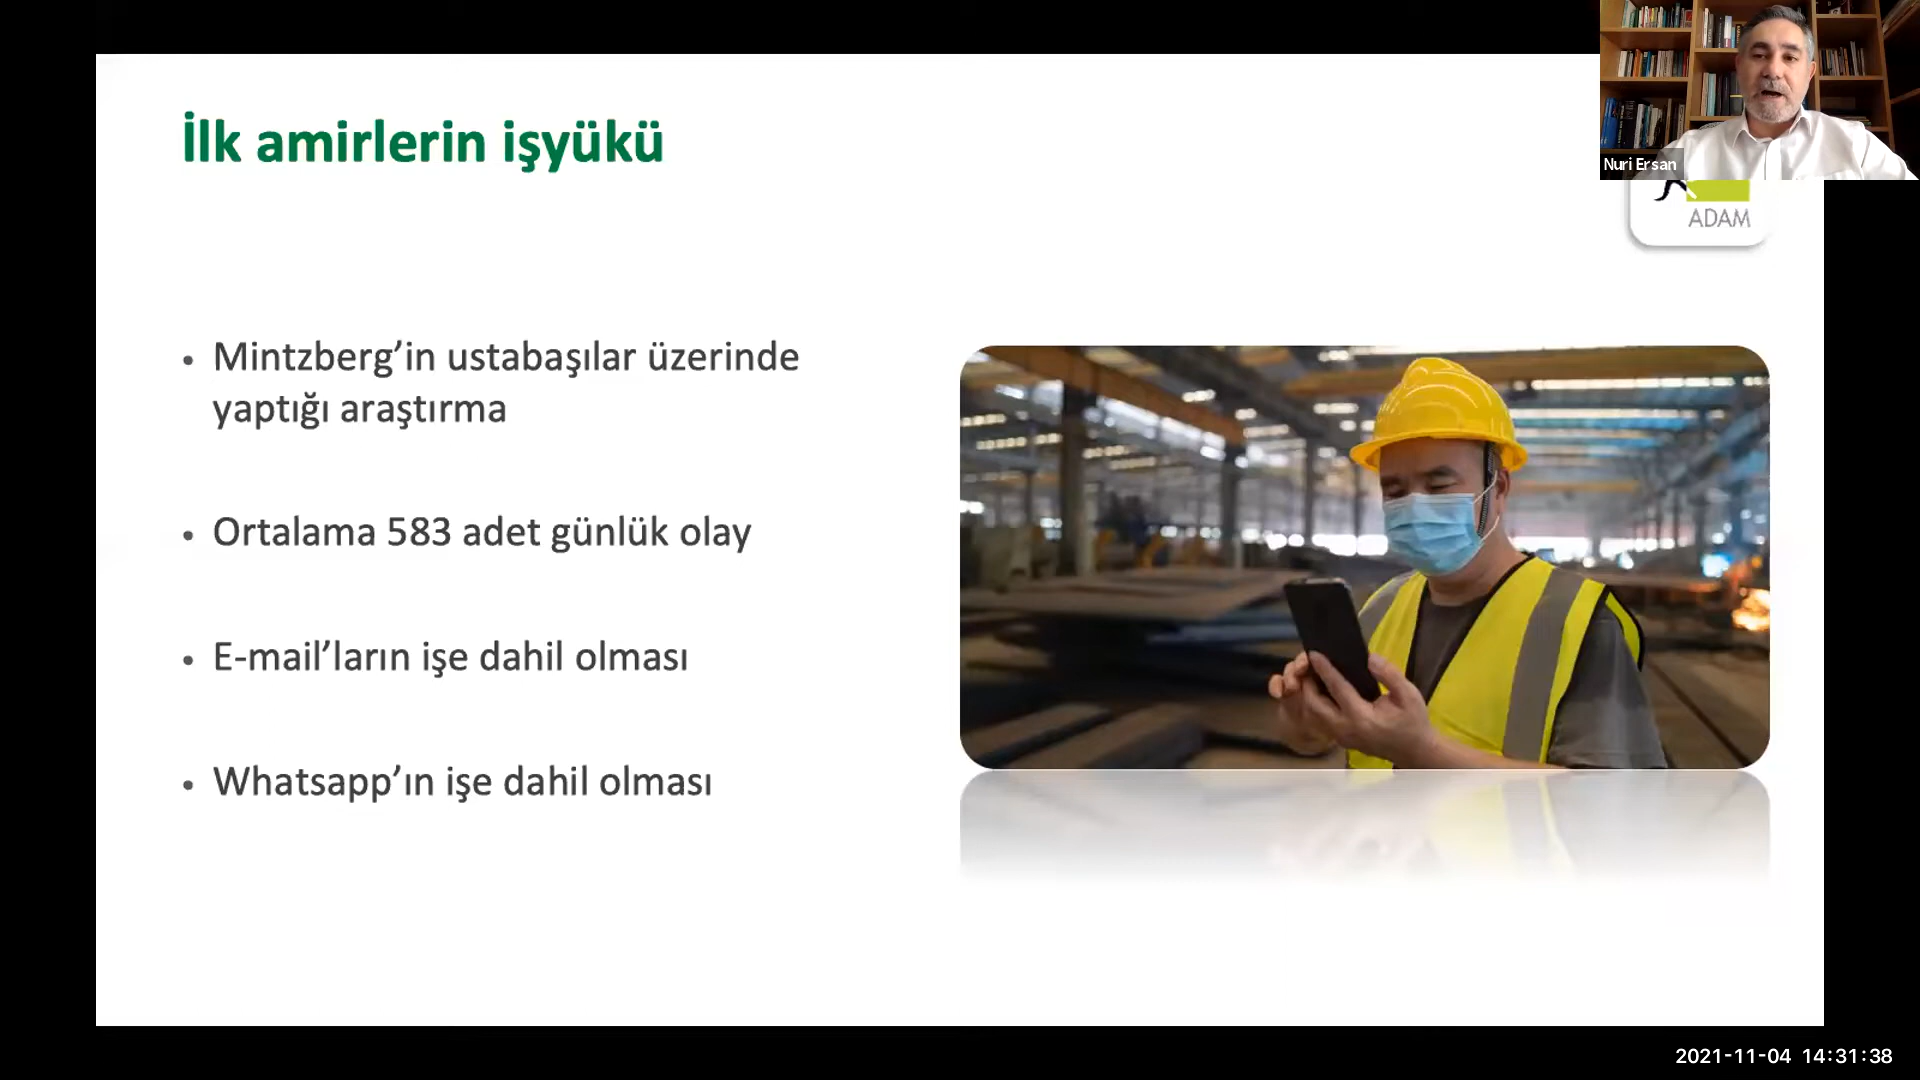 İlk amirlerin işyükü
Nuri Ersan
ADAM
• Mintzberg’in ustabaşılar üzerinde
yaptığı araştırma
• Ortalama 583 adet günlük olay
• E-mail’ların işe dahil olması
• Whatsapp’ın işe dahil olması
2021-11-04 14:31:38